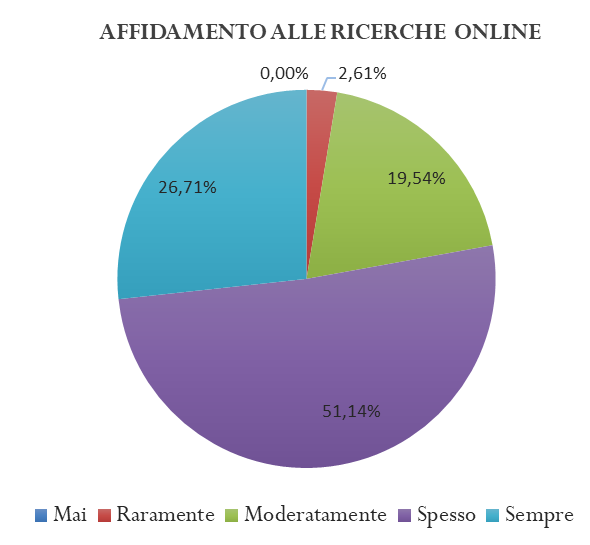 AFFIDAMENTO ALLE RICERCHE ONLINE
0,00% 2,61%
19,54%
26,71%
51,14%
Mai Raramente Moderatamente Spesso Sempre